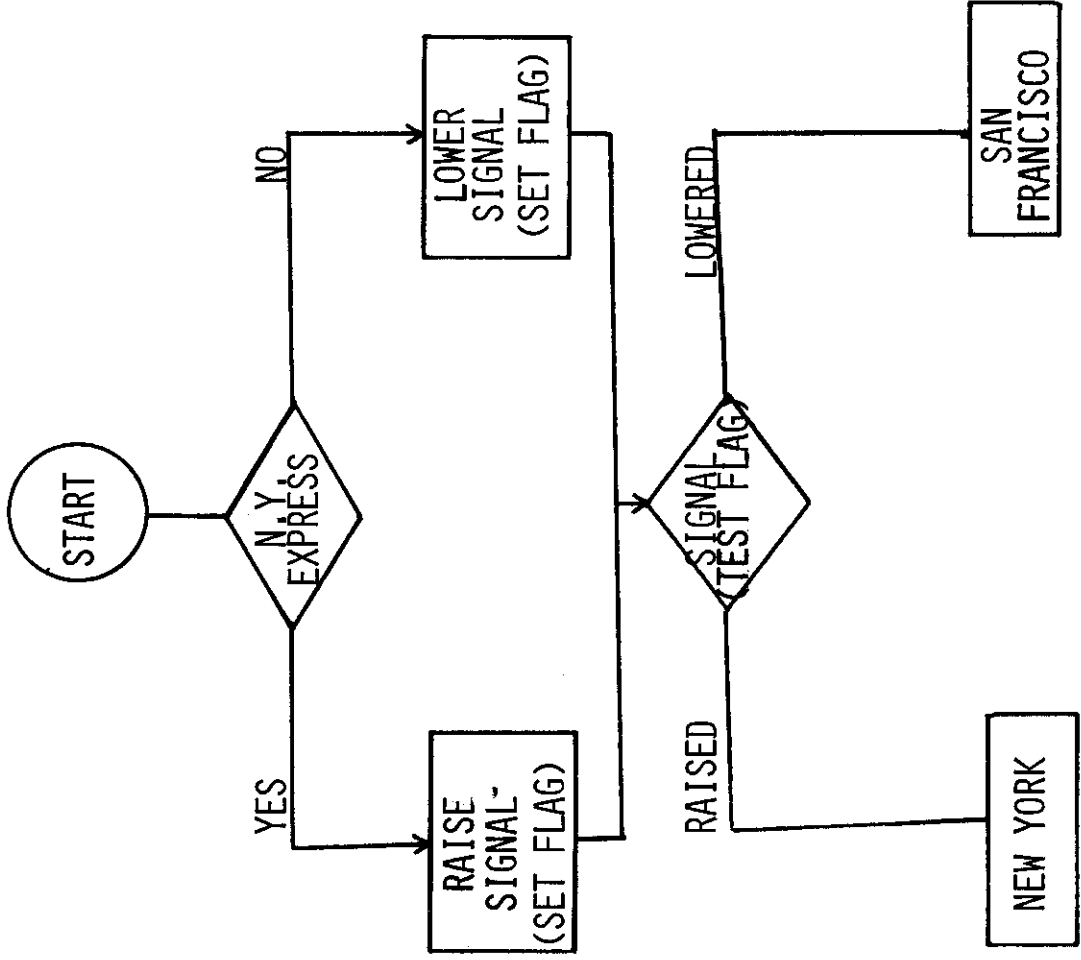 START
N.Y.
EXPRESS
YES
NO
RAISE
SIGNAL-
(SET FLAG)
LOWER
SIGNAL
(SET FLAG)
SIGNAL
(TEST FLAG)
RAISED
LOWERED
NEW YORK
SAN
FRANCISCO